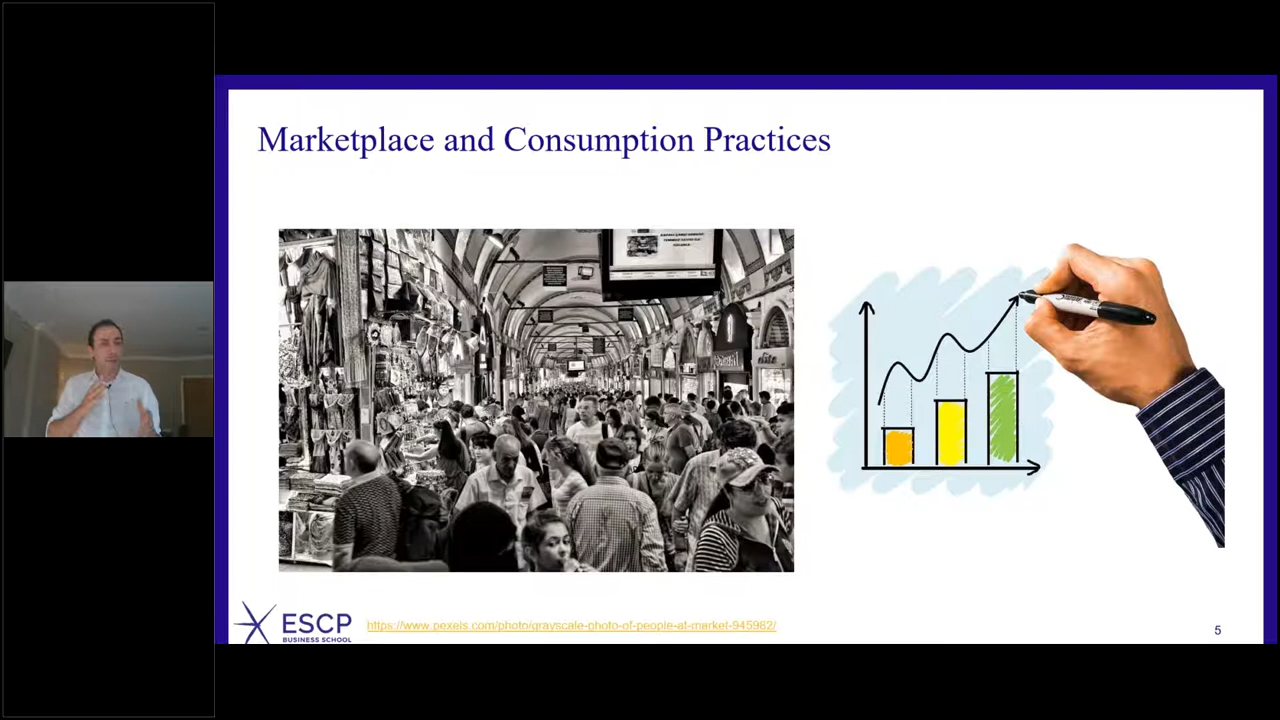 Marketplace and Consumption Practices
elite
ESCP
BUSINESS SCHOOL
https://www.pexels.com/photo/grayscale-photo-of-people-at-market-945982/
5